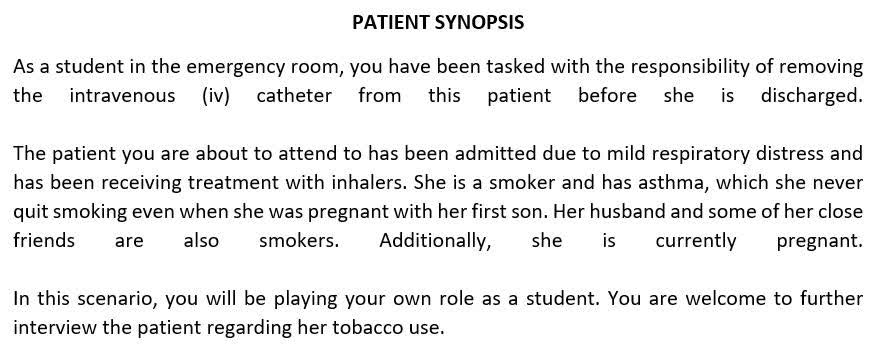 PATIENT SYNOPSIS
As a student in the emergency room, you have been tasked with the responsibility of removing
the intravenous (iv) catheter from this patient before she is discharged.
The patient you are about to attend to has been admitted due to mild respiratory distress and
has been receiving treatment with inhalers. She is a smoker and has asthma, which she never
quit smoking even when she was pregnant with her first son. Her husband and some of her close
friends are also smokers. Additionally, she is currently pregnant.
In this scenario, you will be playing your own role as a student. You are welcome to further
interview the patient regarding her tobacco use.